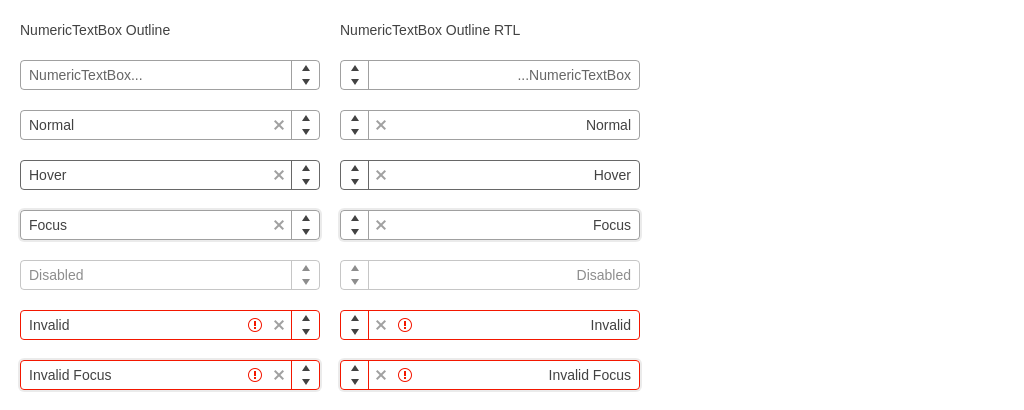 NumericTextBox Outline
NumericTextBox Outline RTL
NumericTextBox...
...NumericTextBox
Normal
Normal
Hover
Hover
Focus
Focus
Disabled
Disabled
Invalid
Invalid
Invalid Focus
Invalid Focus